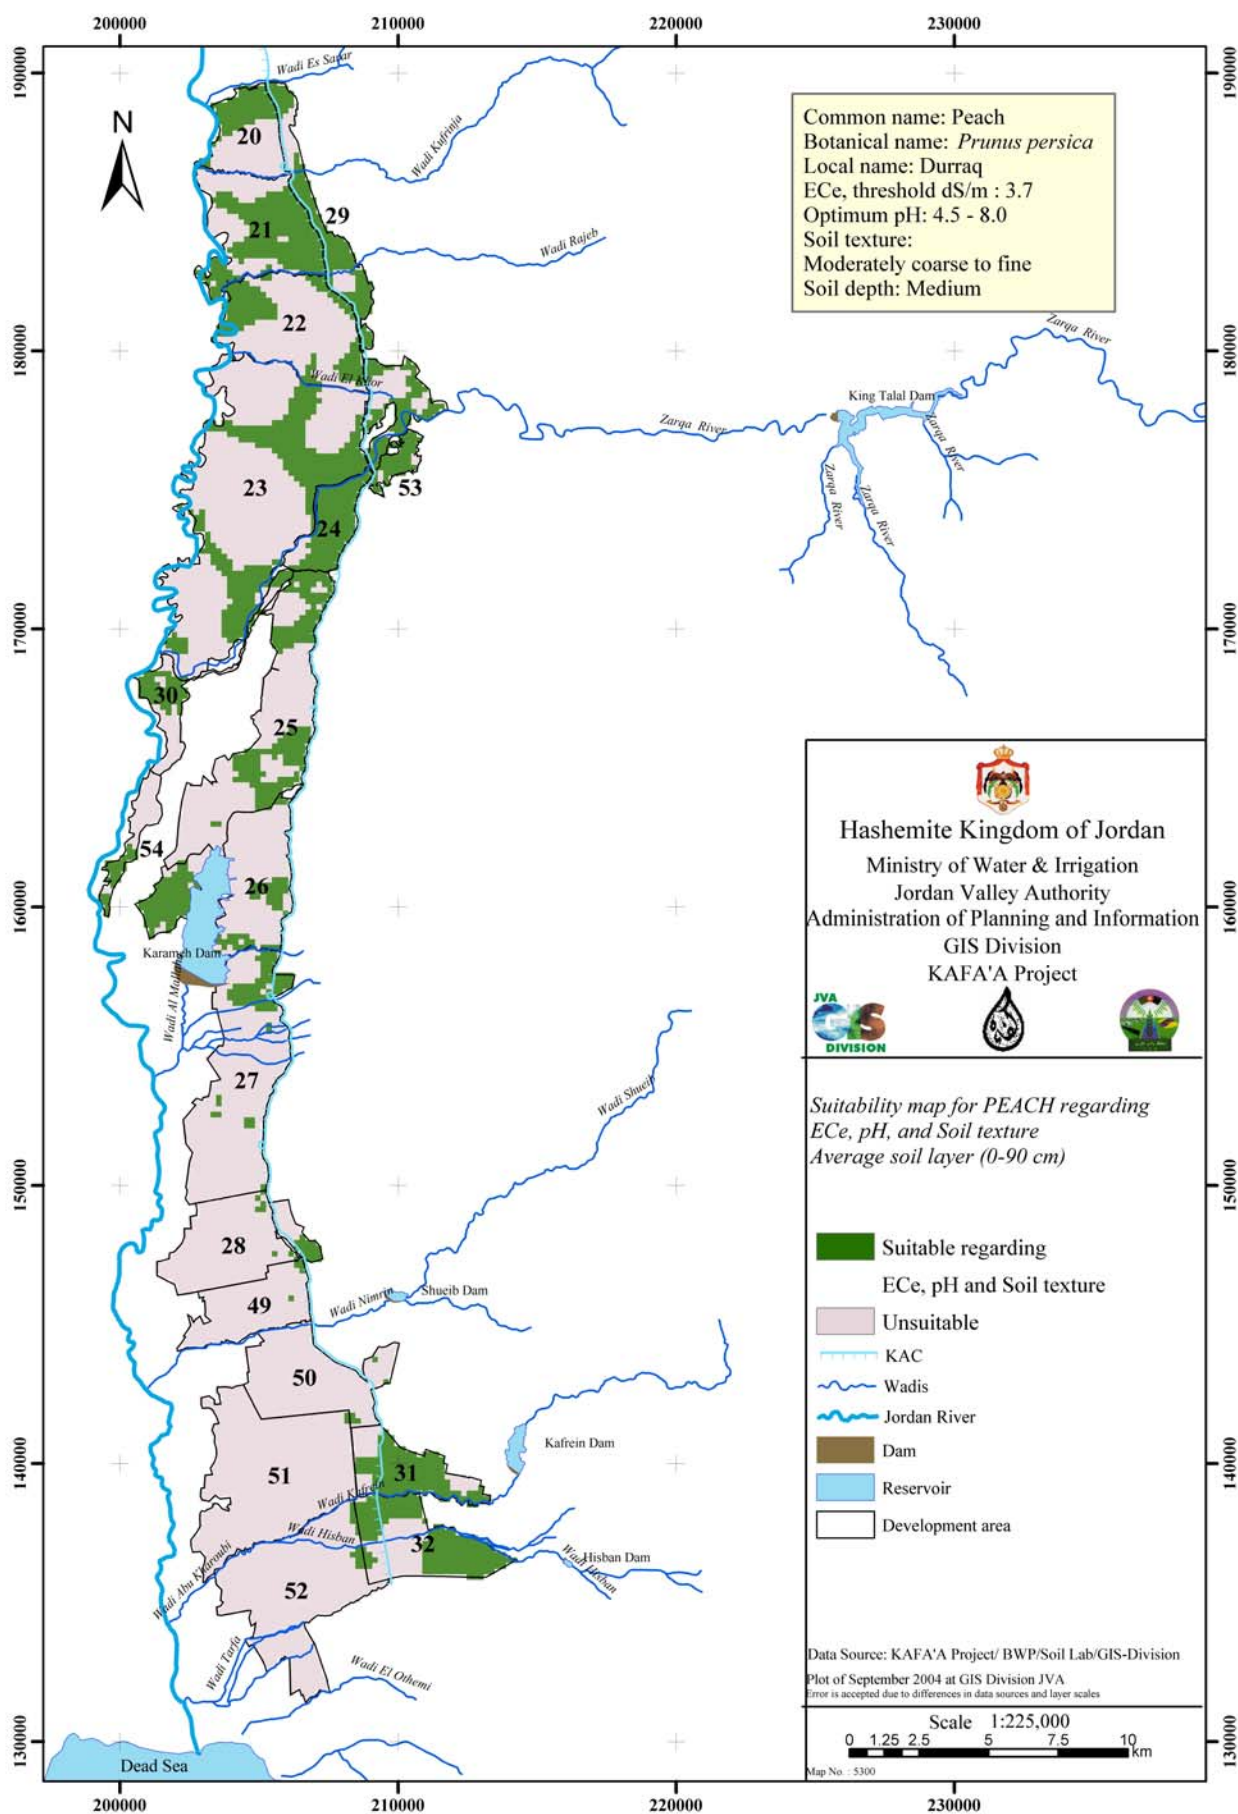 200000
210000
220000
230000
190000
190000
Wadi Es Sarar
N
20
Wadi Kufrinja
Common name: Peach
Botanical name: Prunus persica
Local name: Durraq
ECe, threshold dS/m : 3.7
Optimum pH: 4.5 - 8.0
Soil texture:
Moderately coarse to fine
Soil depth: Medium
29
21
Wadi Rajeb
22
Zarqa River
180000
180000
Wadi El Ghor
King Talal Dam
Zarqa River
Zarqa River
23
53
Zarqa River
Zarqa River
24
170000
170000
30
25
54
26
160000
160000
Karameh Dam
Wadi Al Mallaha
27
Wadi Shueib
150000
150000
28
49
Wadi Nimrin
Shueib Dam
50
Kafrein Dam
51
31
140000
140000
Wadi Kafrein
Wadi Hisban
32
Hisban Dam
Wadi Hisban
Wadi Abu Kharoubi
52
Wadi Tarfa
Wadi El Othemi
130000
130000
Dead Sea
Hashemite Kingdom of Jordan
Ministry of Water & Irrigation
Jordan Valley Authority
Administration of Planning and Information
GIS Division
KAFA'A Project
JVA
GIS
DIVISION
Suitability map for PEACH regarding
ECe, pH, and Soil texture
Average soil layer (0-90 cm)
Suitable regarding
ECe, pH and Soil texture
Unsuitable
KAC
Wadis
Jordan River
Dam
Reservoir
Development area
Data Source: KAFA'A Project/ BWP/Soil Lab/GIS-Division
Plot of September 2004 at GIS Division JVA
Error is accepted due to differences in data sources and layer scales
Scale 1:225,000
0 1.25 2.5 5 7.5 10
km
Map No. : 5300
200000
210000
220000
230000